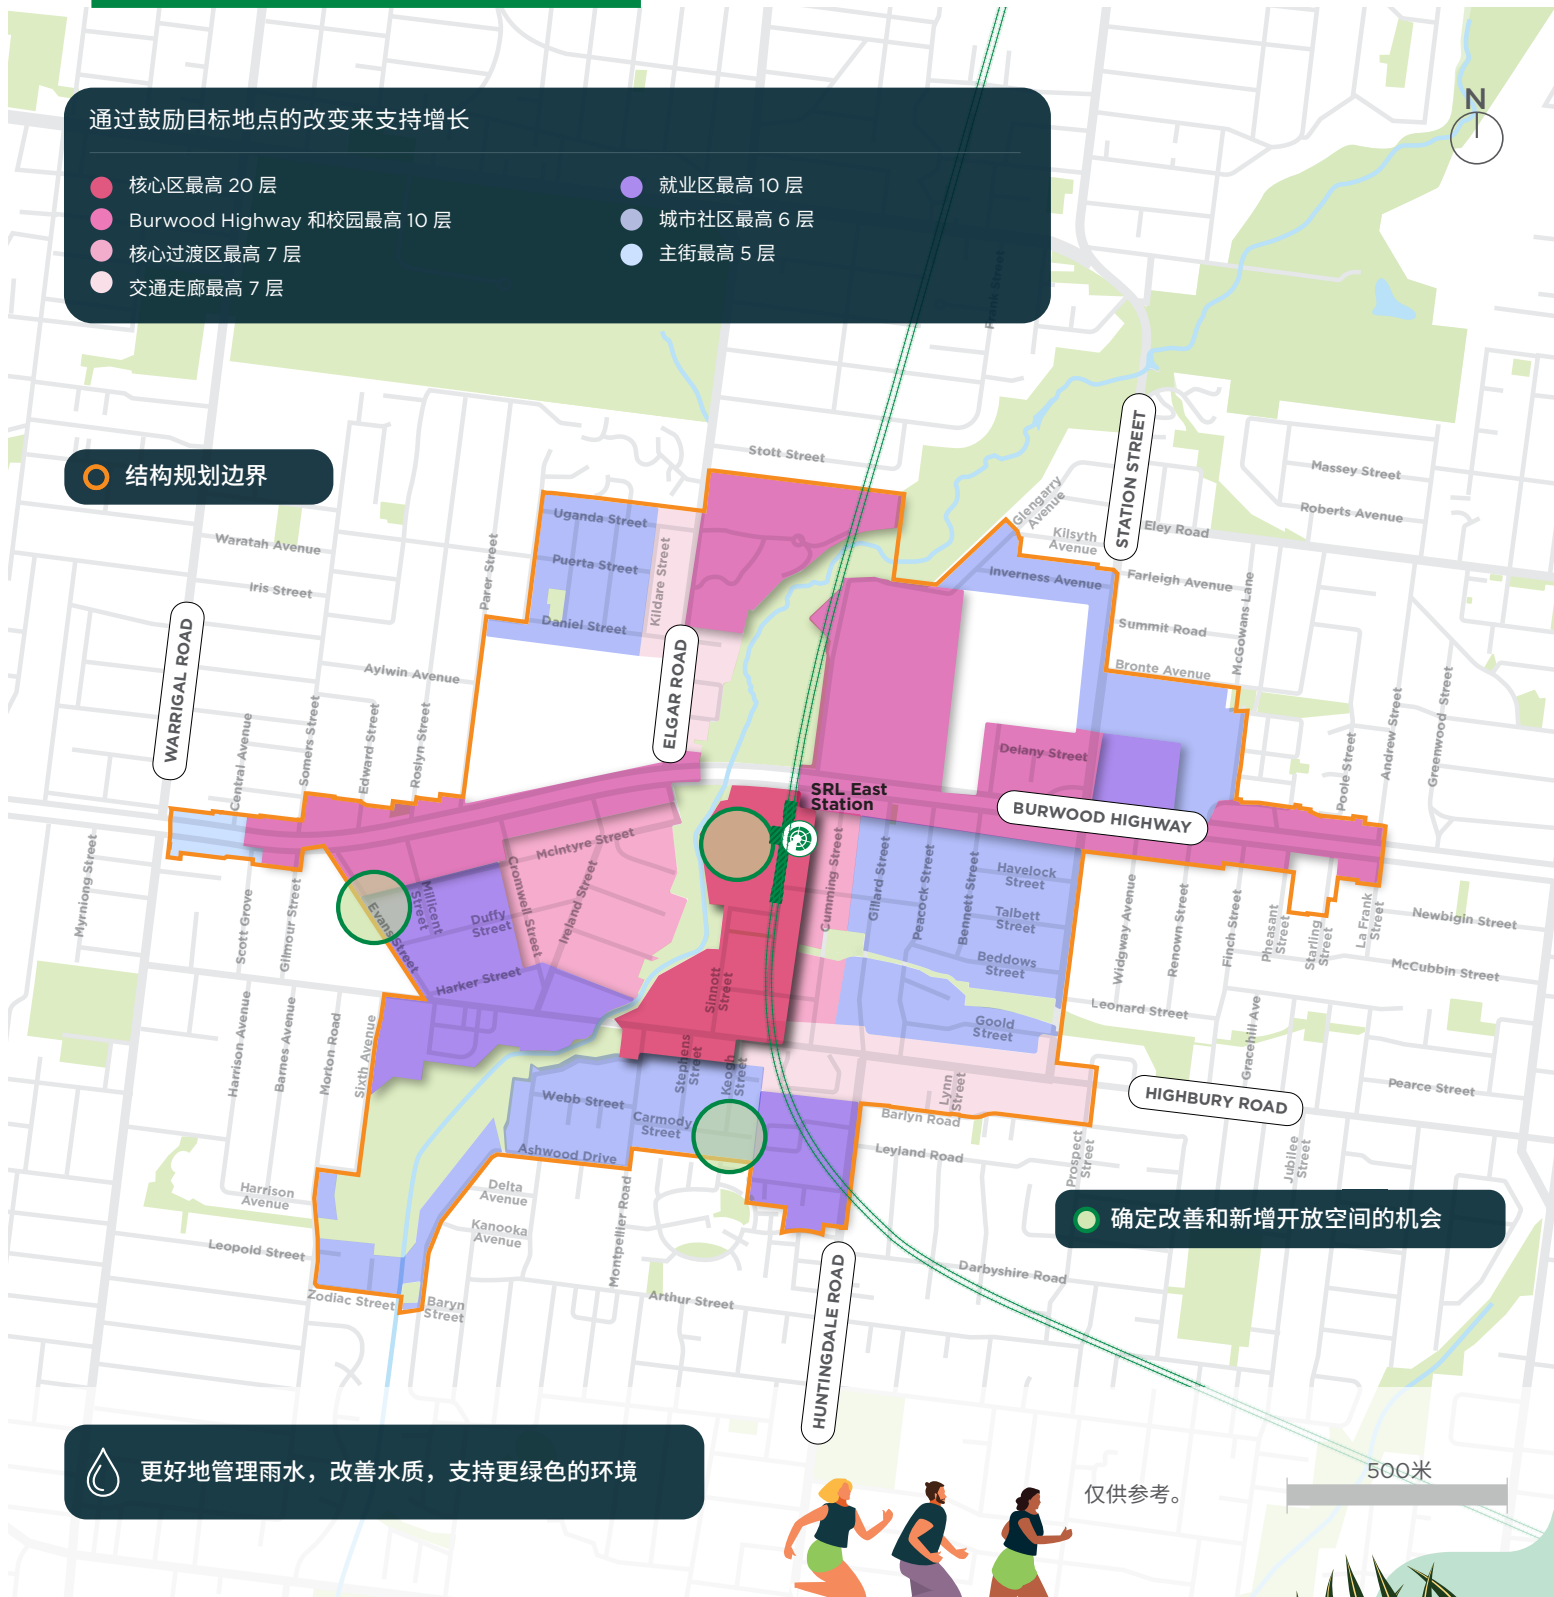 通过鼓励目标地点的改变来支持增长
核心区最高 20 层
Burwood Highway 和校园最高 10 层
核心过渡区最高 7 层
交通走廊最高 7 层
就业区最高 10 层
城市社区最高 6 层
主街最高 5 层
N
Frank Street
结构规划边界
Stott Street
STATION STREET
Massey Street
Roberts Avenue
Glengarry
Avenue
Kilsyth
Avenue
Eley Road
Waratah Avenue
Iris Street
Parer Street
Uganda Street
Puerta Street
Daniel Street
Kildare Street
Inverness Avenue
Farleigh Avenue
Summit Road
Bronte Avenue
McGowans Lane
WARRIGAL ROAD
ELGAR ROAD
Aylwin Avenue
Central Avenue
Somers Street
Edward Street
Roslyn Street
Delany Street
Poole Street
Andrew Street
Greenwood Street
SRL East
Station
BURWOOD HIGHWAY
Myrniong Street
Scott Grove
Gilmour Street
Evans Street
Millicent
Street
Duffy
Street
Cromwell Street
Mcintyre Street
Ireland Street
Harker Street
Cumming Street
Gillard Street
Peacock Street
Bennett Street
Havelock
Street
Talbett
Street
Beddows
Street
Goold
Street
Widgway Avenue
Renown Street
Finch Street
Pheasant
Street
Starling
Street
La Frank
Street
Newbigin Street
McCubbin Street
Leonard Street
Gracehill Ave
Pearce Street
Sinnott
Street
Stephens
Street
Keogh
Street
Harrison Avenue
Barnes Avenue
Morton Road
Sixth Avenue
Webb Street
Carmody
Street
Ashwood Drive
Lynn
Street
Barlyn Road
Leyland Road
HIGHBURY ROAD
Prospect
Street
Jubilee
Street
Harrison
Avenue
Leopold Street
Delta
Avenue
Kanooka
Avenue
Montpellier Road
确定改善和新增开放空间的机会
Zodiac Street
Baryn
Street
Arthur Street
HUNTINGDALE ROAD
Darbyshire Road
更好地管理雨水，改善水质，支持更绿色的环境
仅供参考。
500米